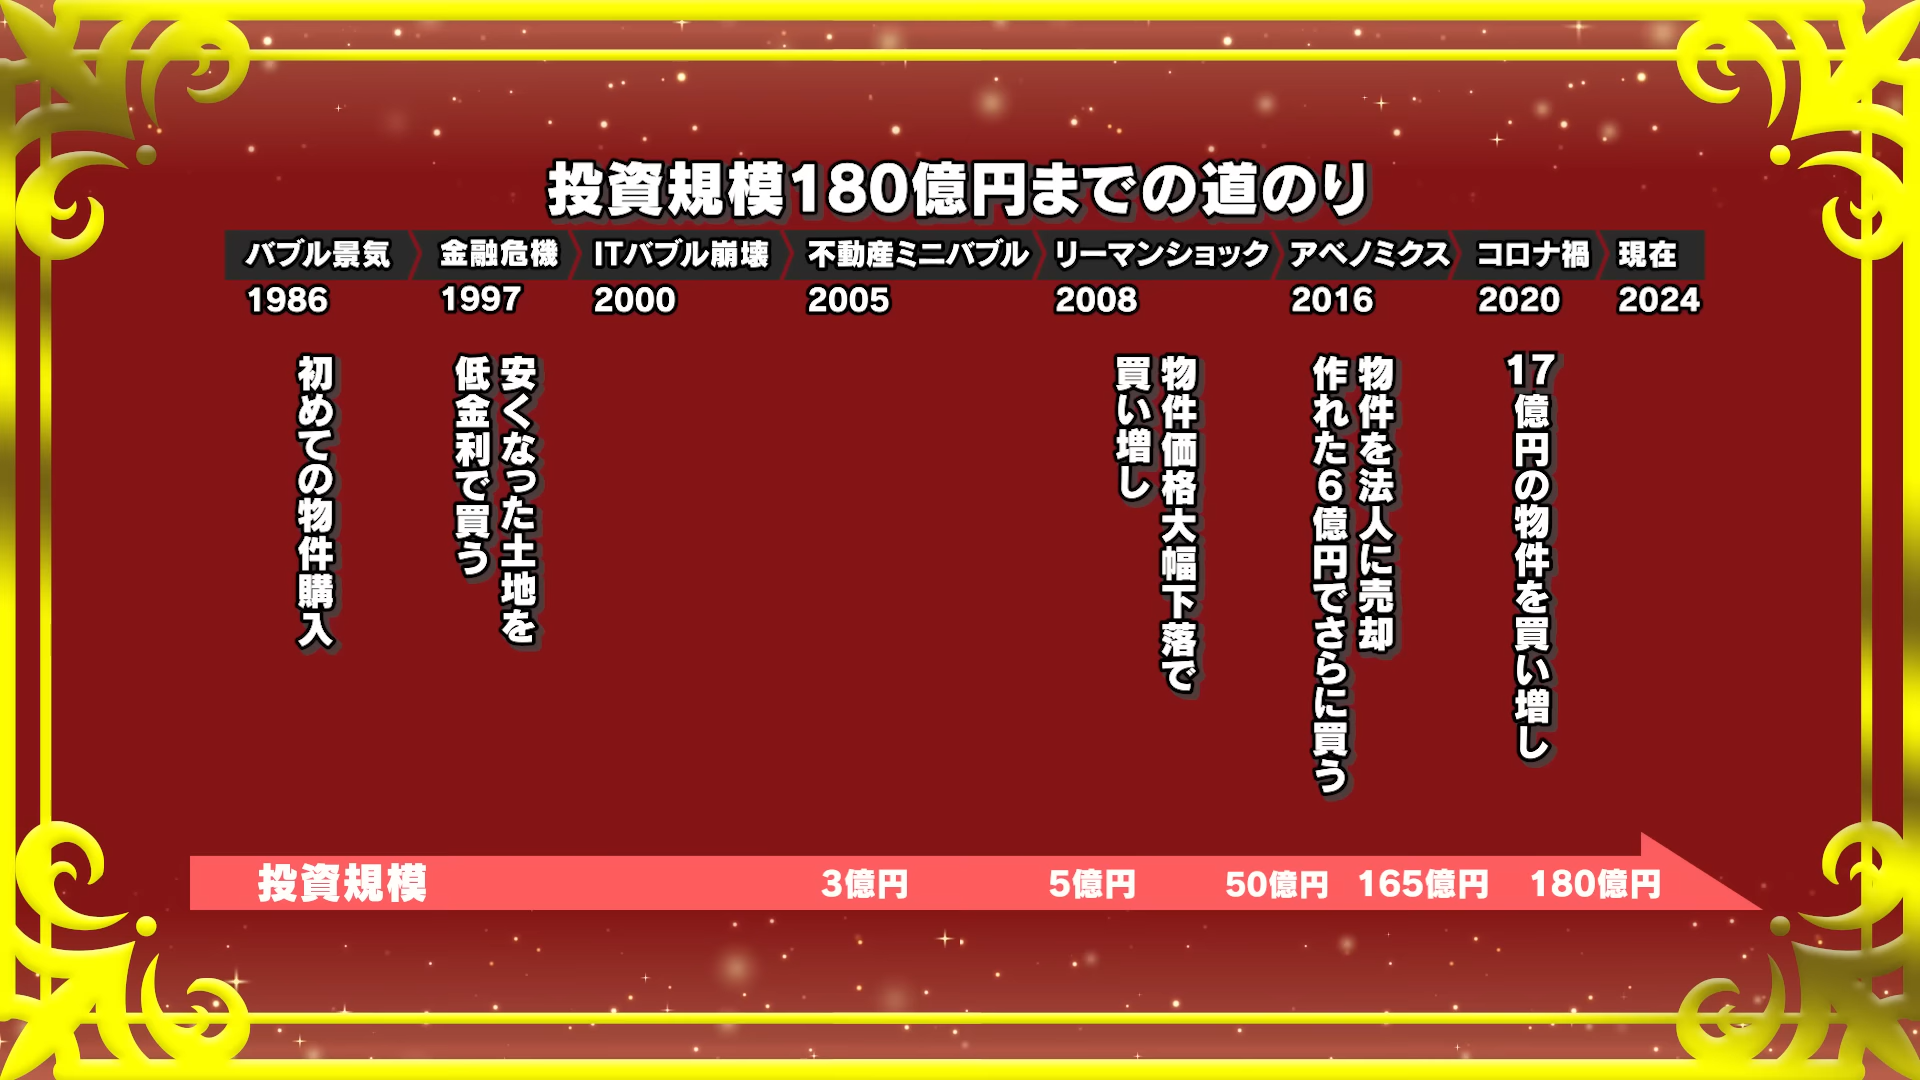 投資規模180億円までの道のり
バブル景気
金融危機
ITバブル崩壊
不動産ミニバブル
リーマンショック
アベノミクス
コロナ禍
現在
1986
1997
2000
2005
2008
2016
2020
2024
初めての物件購入
安くなった土地を
低金利で買う
物件価格大幅下落で
買い増し
物件を法人に売却
作れた6億円でさらに買う
17億円の物件を買い増し
投資規模
3億円
5億円
50億円
165億円
180億円